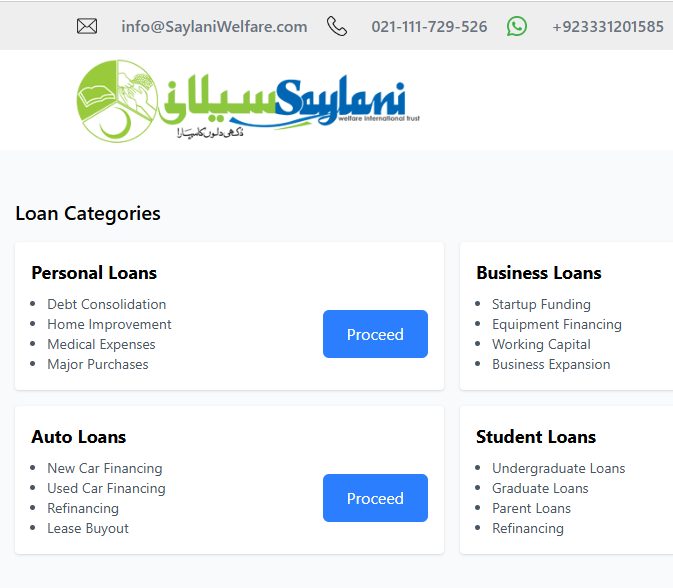 info@SaylaniWelfare.com 021-111-729-526 +923331201585
سیلانی Saylani
welfare international trust
دُکھی دلوں کا سہارا
Loan Categories
Personal Loans
Debt Consolidation
Home Improvement
Medical Expenses
Major Purchases
Proceed
Business Loans
Startup Funding
Equipment Financing
Working Capital
Business Expansion
Auto Loans
New Car Financing
Used Car Financing
Refinancing
Lease Buyout
Proceed
Student Loans
Undergraduate Loans
Graduate Loans
Parent Loans
Refinancing